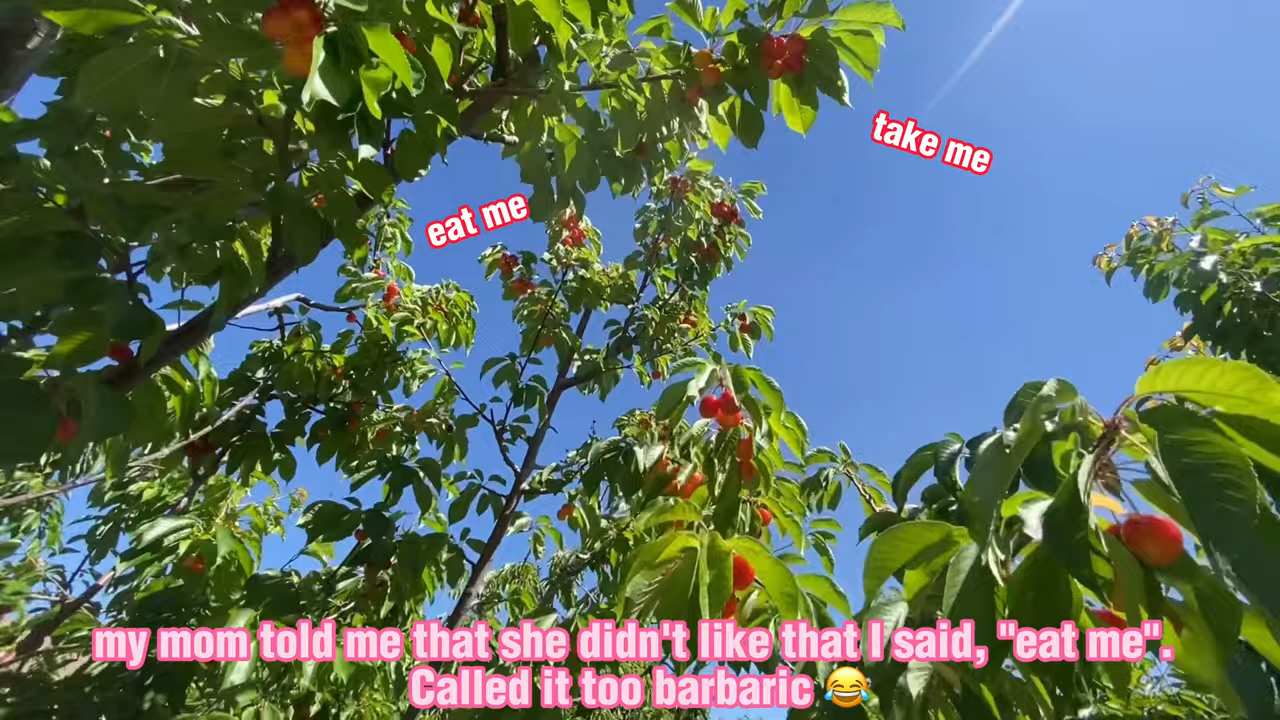 take me
eat me
my mom told me that she didn't like that I said, "eat me".
Called it too barbaric 😂